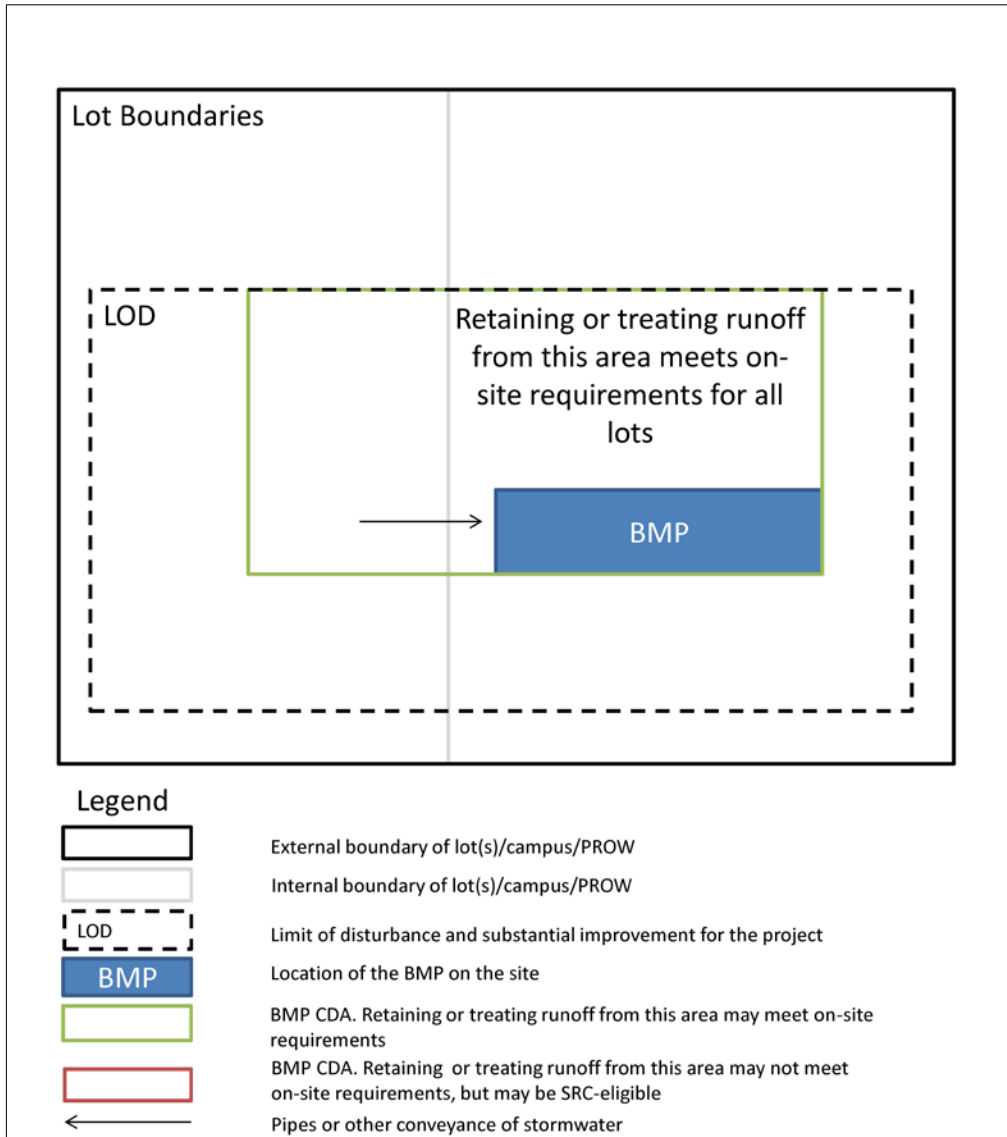 Lot Boundaries
LOD
Retaining or treating runoff
from this area meets on-
site requirements for all
lots
BMP
Legend
External boundary of lot(s)/campus/PROW
Internal boundary of lot(s)/campus/PROW
LOD
Limit of disturbance and substantial improvement for the project
BMP
Location of the BMP on the site
BMP CDA. Retaining or treating runoff from this area may meet on-site
requirements
BMP CDA. Retaining or treating runoff from this area may not meet
on-site requirements, but may be SRC-eligible
Pipes or other conveyance of stormwater